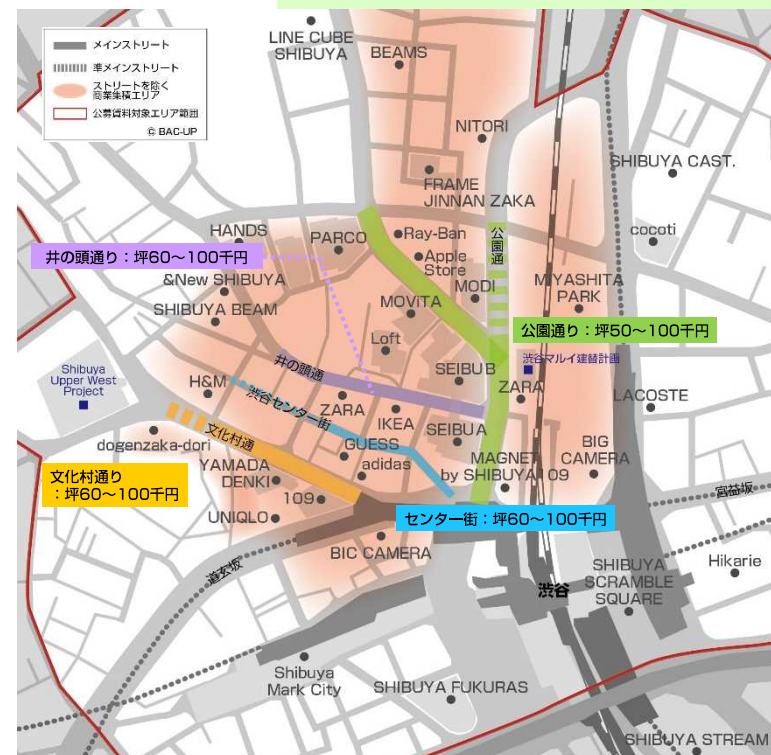 メインストリート
準メインストリート
ストリートを除く
商業集積エリア
公募賃料対象エリア範囲
© BAC-UP
LINE CUBE
SHIBUYA
BEAMS
NITORI
SHIBUYA CAST.
FRAME
JINNAN ZAKA
HANDS
PARCO
Ray-Ban
公園通
cocoti
井の頭通り：坪60～100千円
Apple
Store
&New SHIBUYA
MODI
MIYASHITA
PARK
SHIBUYA BEAM
MOViTA
公園通り：坪50～100千円
Loft
渋谷マルイ建替計画
Shibuya
Upper West
Project
井の頭通
SEIBUB
H&M
渋谷センター街
ZARA
ZARA
LACOSTE
IKEA
文化村通
SEIBUA
dogenzaka-dori
GUESS
BIG
CAMERA
YAMADA
DENKI
adidas
MAGNET
by SHIBUYA109
文化村通り
：坪60～100千円
109
宮益坂
UNIQLO
センター街：坪60～100千円
BIC CAMERA
道玄坂
渋谷
SHIBUYA
SCRAMBLE
SQUARE
Hikarie
Shibuya
Mark City
SHIBUYA FUKURAS
SHIBUYA STREAM